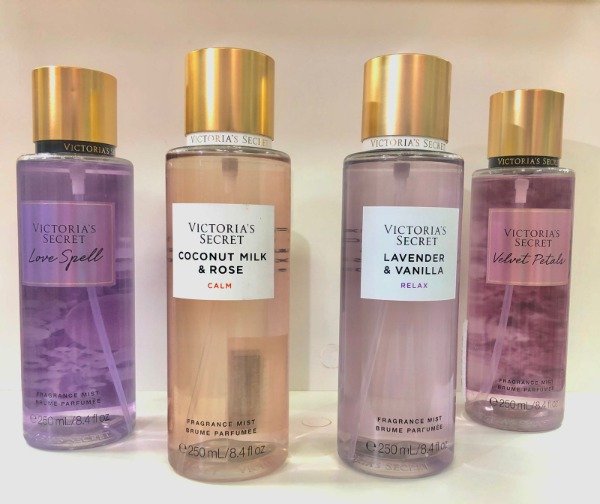 VICTORIA'S SECRET
VICTORIA'S
SECRET
Love Spell
FRAGRANCE MIST
BRUME PARFUMÉE
℮250 mL/8.4 fl oz
VICTORIA'S SECRET
VICTORIA'S
SECRET
COCONUT MILK
& ROSE
CALM
FRAGRANCE MIST
BRUME PARFUMÉE
℮250 mL/8.4 fl oz
VICTORIA'S SECRET
VICTORIA'S
SECRET
LAVENDER
& VANILLA
RELAX
FRAGRANCE MIST
BRUME PARFUMÉE
℮250 mL/8.4 fl oz
VICTORIA'S SECRET
VICTORIA'S
SECRET
Velvet Petals
FRAGRANCE MIST
BRUME PARFUMÉE
℮250 mL/8.4 fl oz